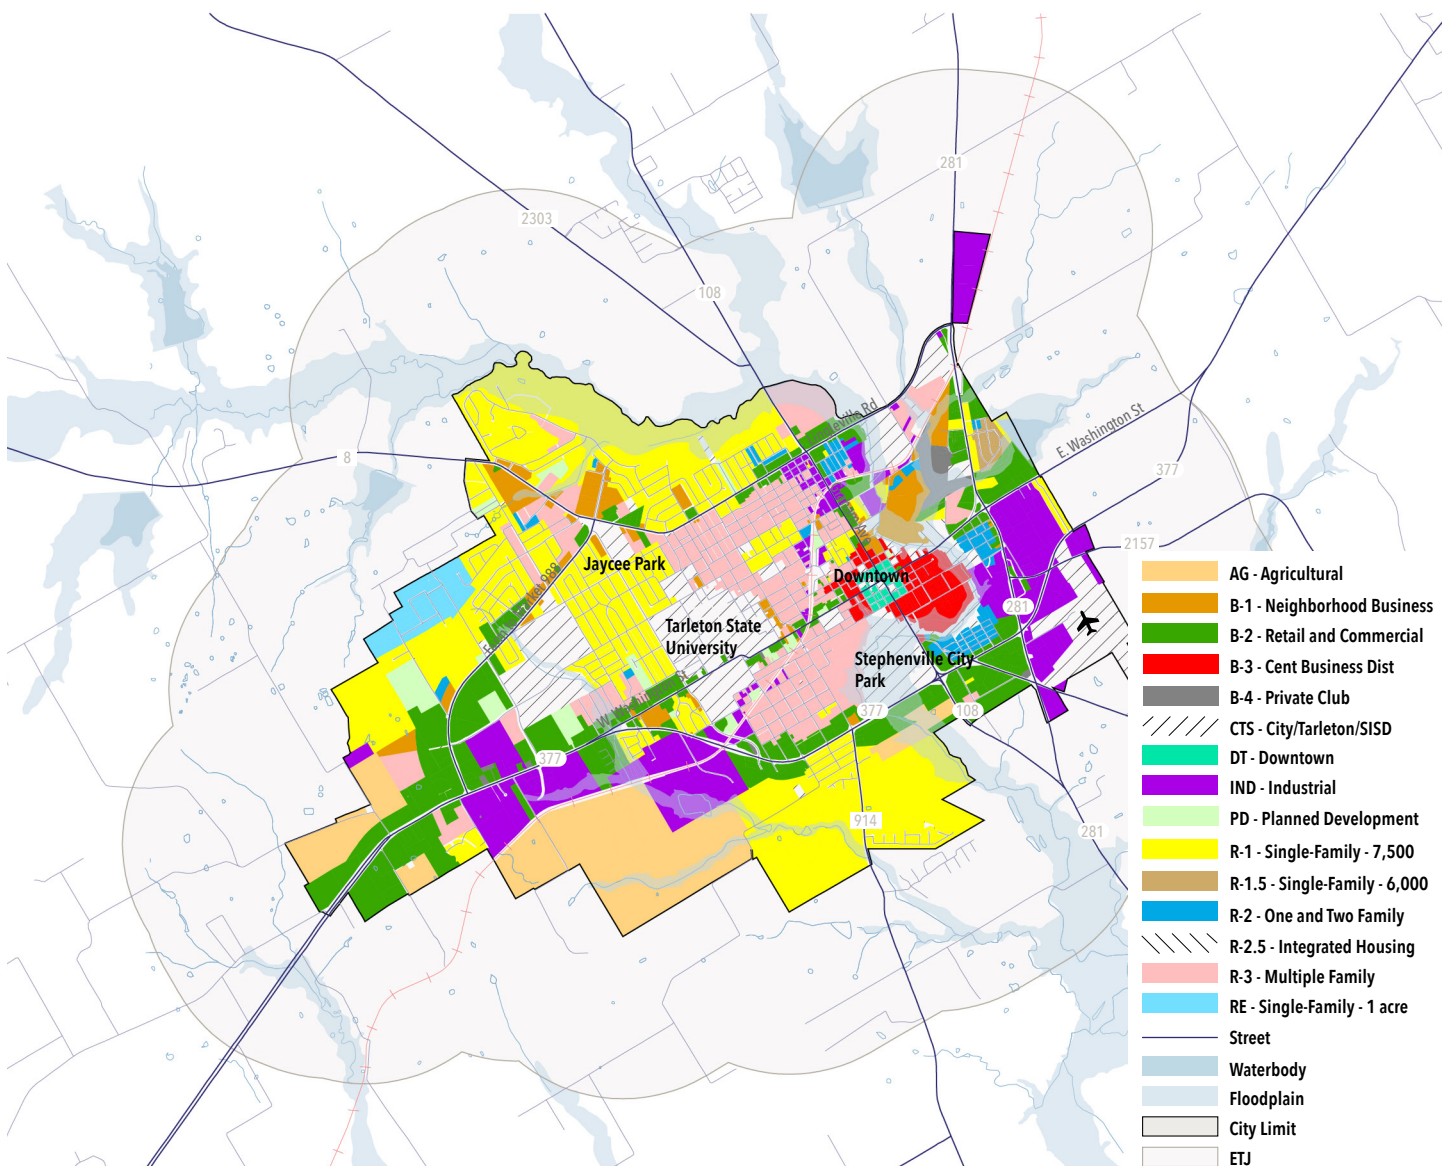 281
2303
108
eville Rd
E. Washington St
8
377
2157
Jaycee Park
Downtown
281
Tarleton State
University
Stephenville City
Park
377
108
377
914
281
AG - Agricultural
B-1 - Neighborhood Business
B-2 - Retail and Commercial
B-3 - Cent Business Dist
B-4 - Private Club
CTS - City/Tarleton/SISD
DT - Downtown
IND - Industrial
PD - Planned Development
R-1 - Single-Family - 7,500
R-1.5 - Single-Family - 6,000
R-2 - One and Two Family
R-2.5 - Integrated Housing
R-3 - Multiple Family
RE - Single-Family - 1 acre
Street
Waterbody
Floodplain
City Limit
ETJ